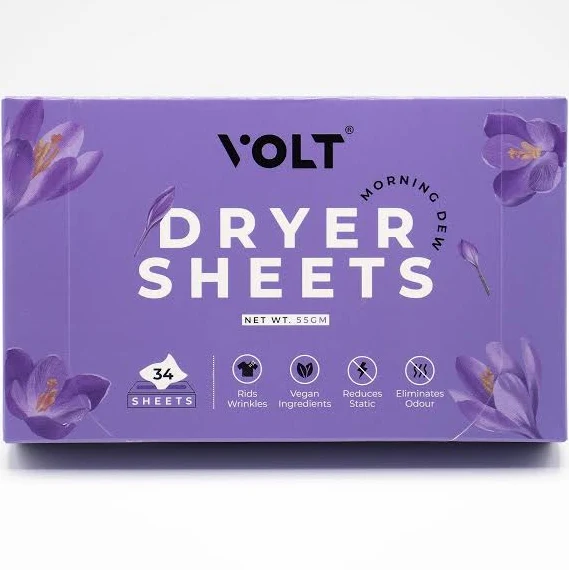 VOLT®
MORNING DEW
DRYER
SHEETS
NET WT. 55GM
34
SHEETS
Rids
Wrinkles
Vegan
Ingredients
Reduces
Static
Eliminates
Odour